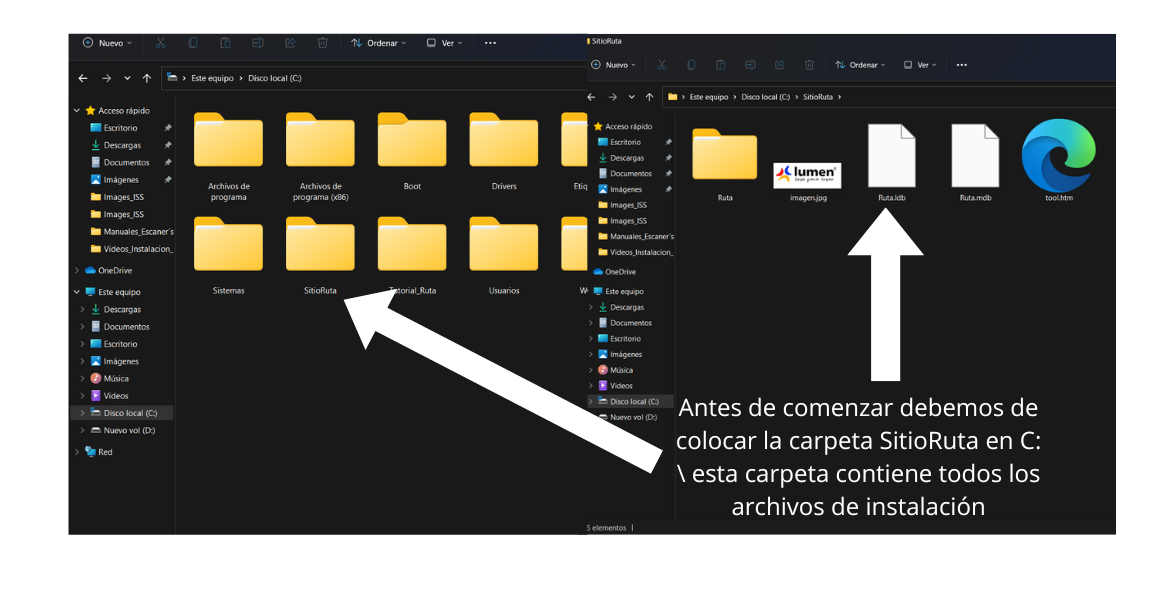 Nuevo
Ordenar
Ver
Este equipo > Disco local (C:)
Acceso rápido
Escritorio
Descargas
Documentos
Imágenes
Images_ISS
Images_ISS
Manuales_Escaner's
Videos_Instalacion_
OneDrive
Este equipo
Descargas
Documentos
Escritorio
Imágenes
Música
Videos
Disco local (C:)
Nuevo vol (D:)
Red
Archivos de
programa
Archivos de
programa (x86)
Boot
Drivers
Etiq
Sistemas
SitioRuta
Tutorial_Ruta
Usuarios
W
SitioRuta
Nuevo
Ordenar
Ver
Este equipo > Disco local (C:) > SitioRuta >
Acceso rápido
Escritorio
Descargas
Documentos
Imágenes
Images_ISS
Images_ISS
Manuales_Escaner's
Videos_Instalacion_
OneDrive
Este equipo
Descargas
Documentos
Escritorio
Imágenes
Música
Videos
Disco local (C:)
Nuevo vol (D:)
lumen
Ruta
imagen.jpg
Ruta.ldb
Ruta.mdb
tool.htm
Antes de comenzar debemos de
colocar la carpeta SitioRuta en C:
\ esta carpeta contiene todos los
archivos de instalación
5 elementos